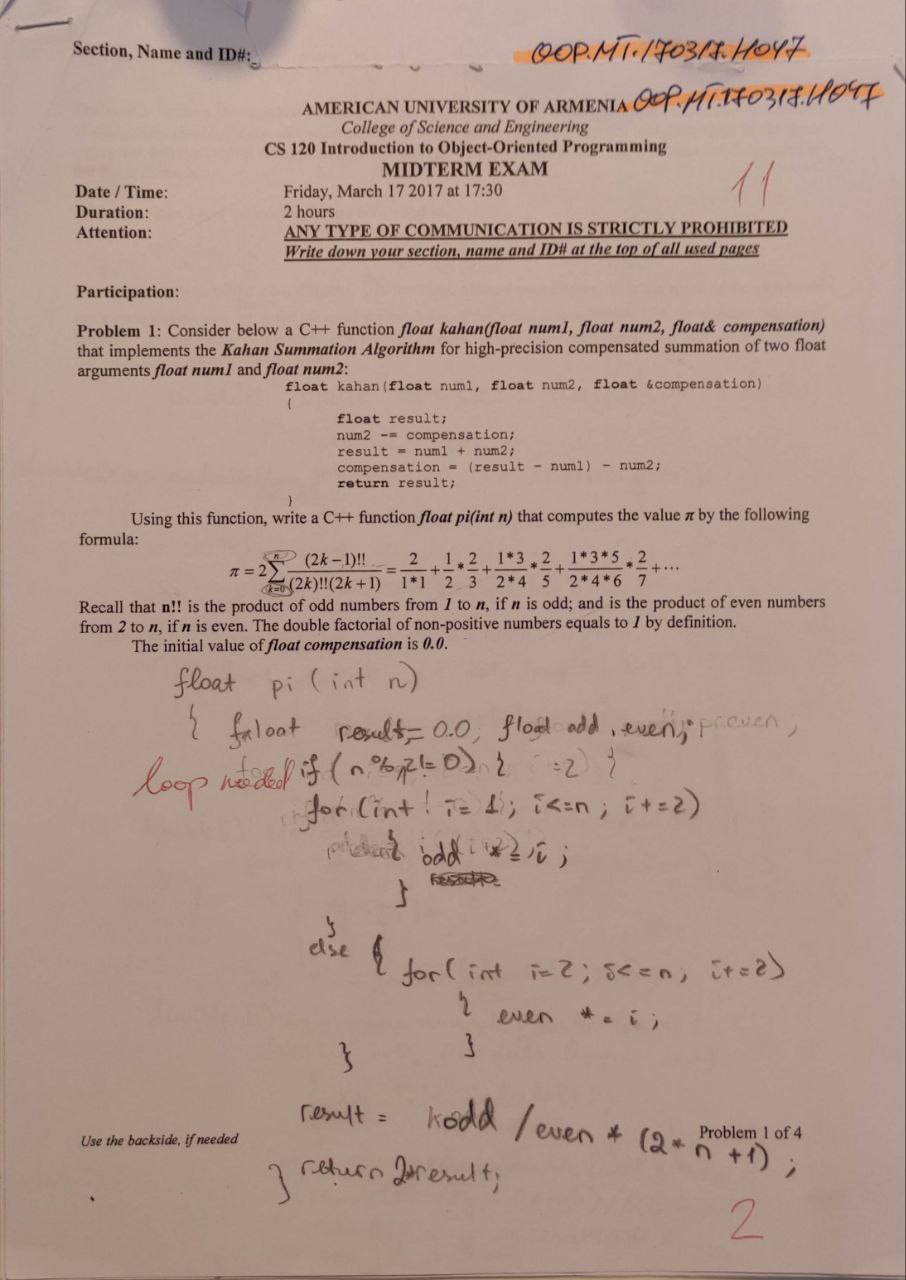 Section, Name and ID#: OOP.MT.170317.H047
OOP.MT.170317.H047
AMERICAN UNIVERSITY OF ARMENIA
College of Science and Engineering
CS 120 Introduction to Object-Oriented Programming
MIDTERM EXAM
11
Date / Time: Friday, March 17 2017 at 17:30
Duration: 2 hours
Attention: ANY TYPE OF COMMUNICATION IS STRICTLY PROHIBITED
Write down your section, name and ID# at the top of all used pages
Participation:
Problem 1: Consider below a C++ function float kahan(float num1, float num2, float& compensation)
that implements the Kahan Summation Algorithm for high-precision compensated summation of two float
arguments float num1 and float num2:
float kahan(float num1, float num2, float &compensation)
{
float result;
num2 -= compensation;
result = num1 + num2;
compensation = (result - num1) - num2;
return result;
}
Using this function, write a C++ function float pi(int n) that computes the value π by the following
formula:
π = 2 ∑ n k=0 (2k−1)!! / (2k)!!(2k+1) = 2/1*1 + 1/2 * 2/3 + 1*3/2*4 * 2/5 + 1*3*5/2*4*6 * 2/7 + ⋯
Recall that n!! is the product of odd numbers from 1 to n, if n is odd; and is the product of even numbers
from 2 to n, if n is even. The double factorial of non-positive numbers equals to 1 by definition.
The initial value of float compensation is 0.0.
float pi (int n)
{ float result = 0.0; float odd, even;
loop needed if (n % 2 != 0) {
for (int i = 1; i <= n; i += 2)
{ odd *= i;
}
}
else {
for (int i = 2; i <= n; i += 2)
{ even *= i;
}
}
result = odd / even * (2 * n + 1);
Use the backside, if needed Problem 1 of 4
return 2*result;
}
2